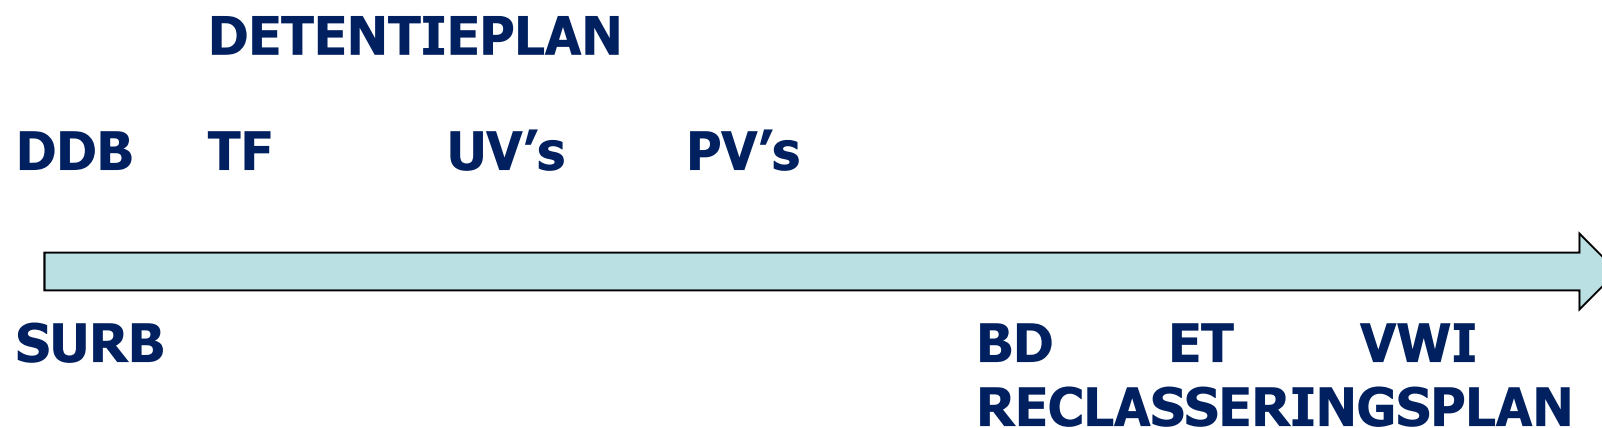 DETENTIEPLAN
DDB TF UV’s PV’s
SURB BD ET VWI
RECLASSERINGSPLAN